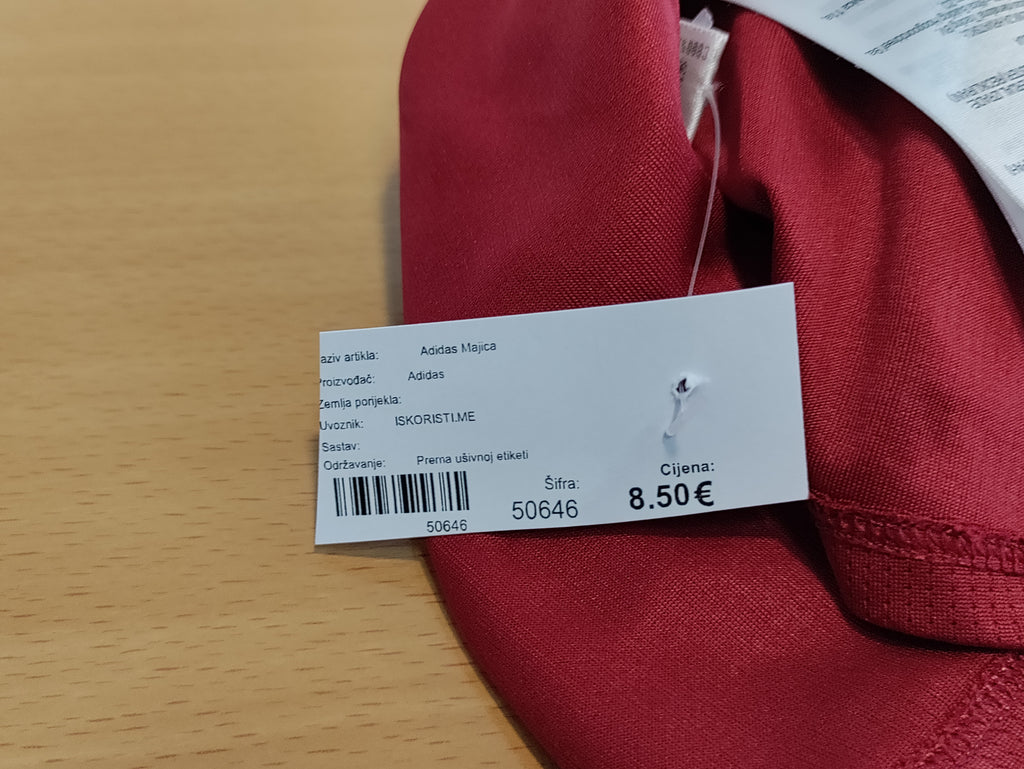 aziv artikla: Adidas Majica
Proizvođač: Adidas
Zemlja porijekla:
Uvoznik: ISKORISTI.ME
Sastav:
Održavanje: Prema ušivnoj etiketi
50646
Šifra:
50646
Cijena:
8.50€